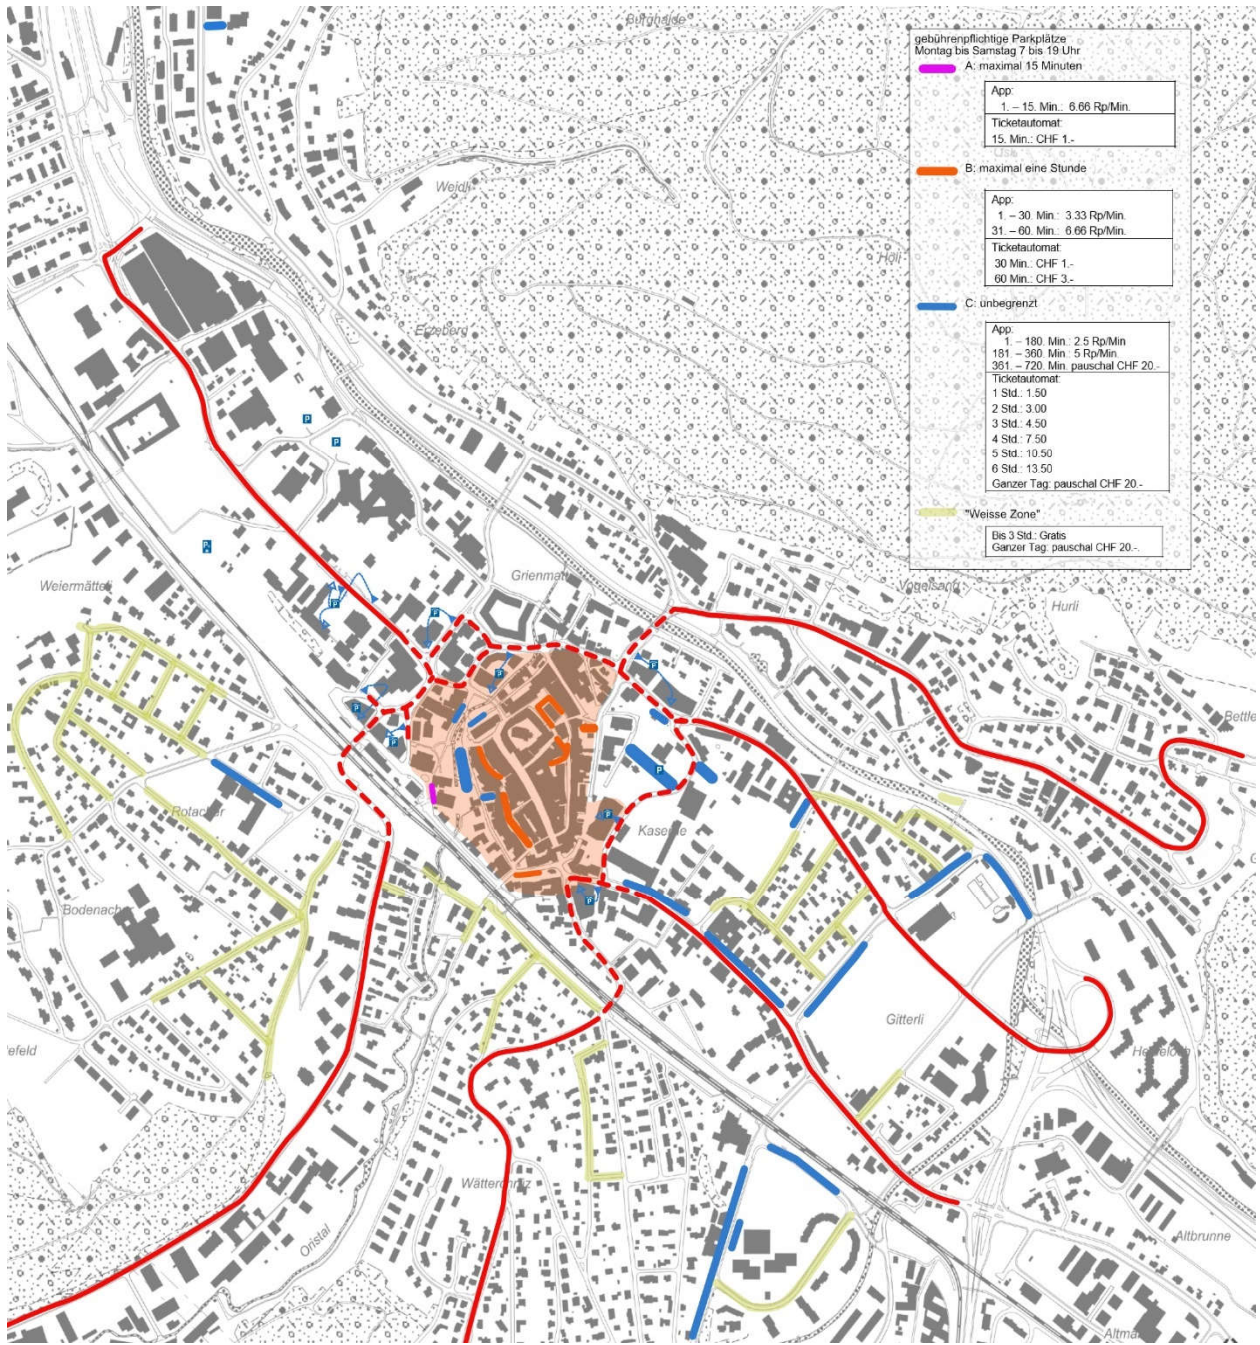 Burghalde
gebührenpflichtige Parkplätze
Montag bis Samstag 7 bis 19 Uhr
A: maximal 15 Minuten
App:
1. – 15. Min.: 6.66 Rp/Min.
Ticketautomat:
15. Min.: CHF 1.-
B: maximal eine Stunde
App:
1. – 30. Min.: 3.33 Rp/Min.
31. – 60. Min.: 6.66 Rp/Min.
Ticketautomat:
30 Min.: CHF 1.-
60 Min.: CHF 3.-
C: unbegrenzt
App:
1. – 180. Min.: 2.5 Rp/Min
181. – 360. Min.: 5 Rp/Min.
361. – 720. Min. pauschal CHF 20.-
Ticketautomat:
1 Std.: 1.50
2 Std.: 3.00
3 Std.: 4.50
4 Std.: 7.50
5 Std.: 10.50
6 Std.: 13.50
Ganzer Tag: pauschal CHF 20.-
"Weisse Zone"
Bis 3 Std.: Gratis
Ganzer Tag: pauschal CHF 20.-.
Weidli
Höli
Erzeberg
P
P
P
Weiermätteli
Grienmatt
Vogelsand
Hurli
P
P
P
P
P
P
Bettle
P
Rotacher
P
Kaserne
P
Bodenach
Gitterli
efeld
Heideloch
Oristal
Altbrunne
Altma